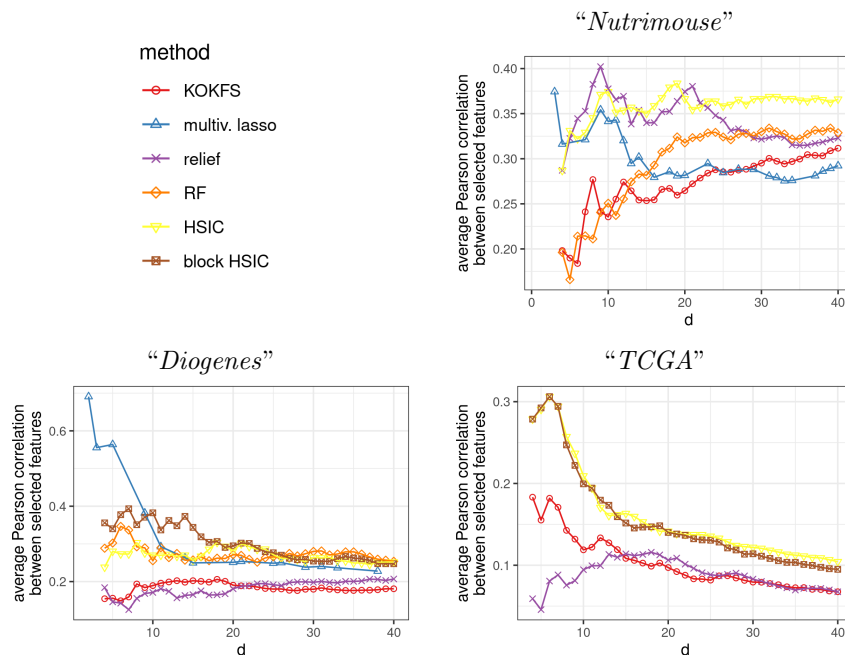 “Nutrimouse”
method
KOKFS
multiv. lasso
relief
RF
HSIC
block HSIC
average Pearson correlation
between selected features
0.40
0.35
0.30
0.25
0.20
0 10 20 30 40
d
“Diogenes”
average Pearson correlation
between selected features
0.6
0.4
0.2
10 20 30 40
d
“TCGA”
average Pearson correlation
between selected features
0.3
0.2
0.1
10 20 30 40
d